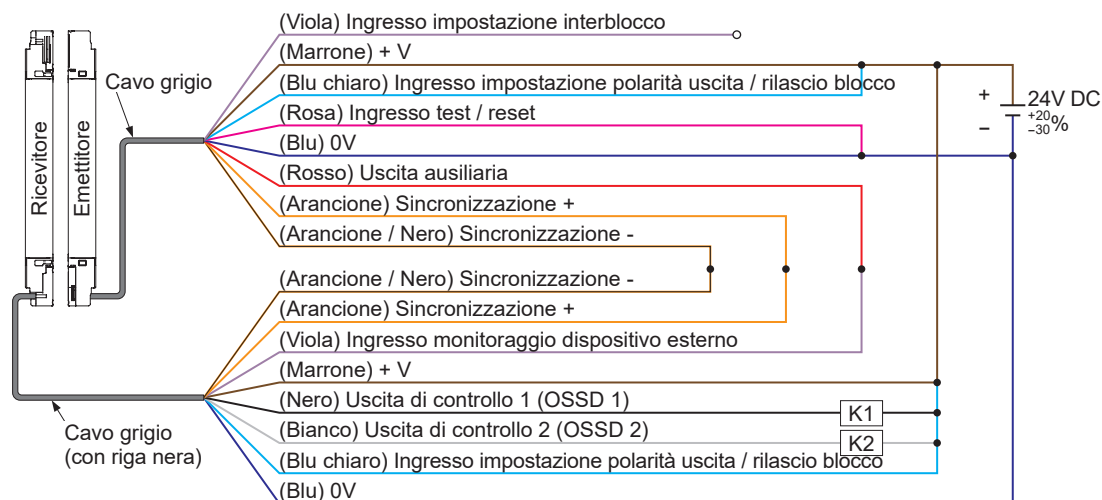 (Viola) Ingresso impostazione interblocco
(Marrone) + V
Cavo grigio
(Blu chiaro) Ingresso impostazione polarità uscita / rilascio blocco
(Rosa) Ingresso test / reset
(Blu) 0V
(Rosso) Uscita ausiliaria
(Arancione) Sincronizzazione +
(Arancione / Nero) Sincronizzazione -
+
−
24V DC
+20
−30 %
Ricevitore
Emettitore
(Arancione / Nero) Sincronizzazione -
(Arancione) Sincronizzazione +
(Viola) Ingresso monitoraggio dispositivo esterno
(Marrone) + V
(Nero) Uscita di controllo 1 (OSSD 1)
K1
(Bianco) Uscita di controllo 2 (OSSD 2)
K2
(Blu chiaro) Ingresso impostazione polarità uscita / rilascio blocco
(Blu) 0V
Cavo grigio
(con riga nera)